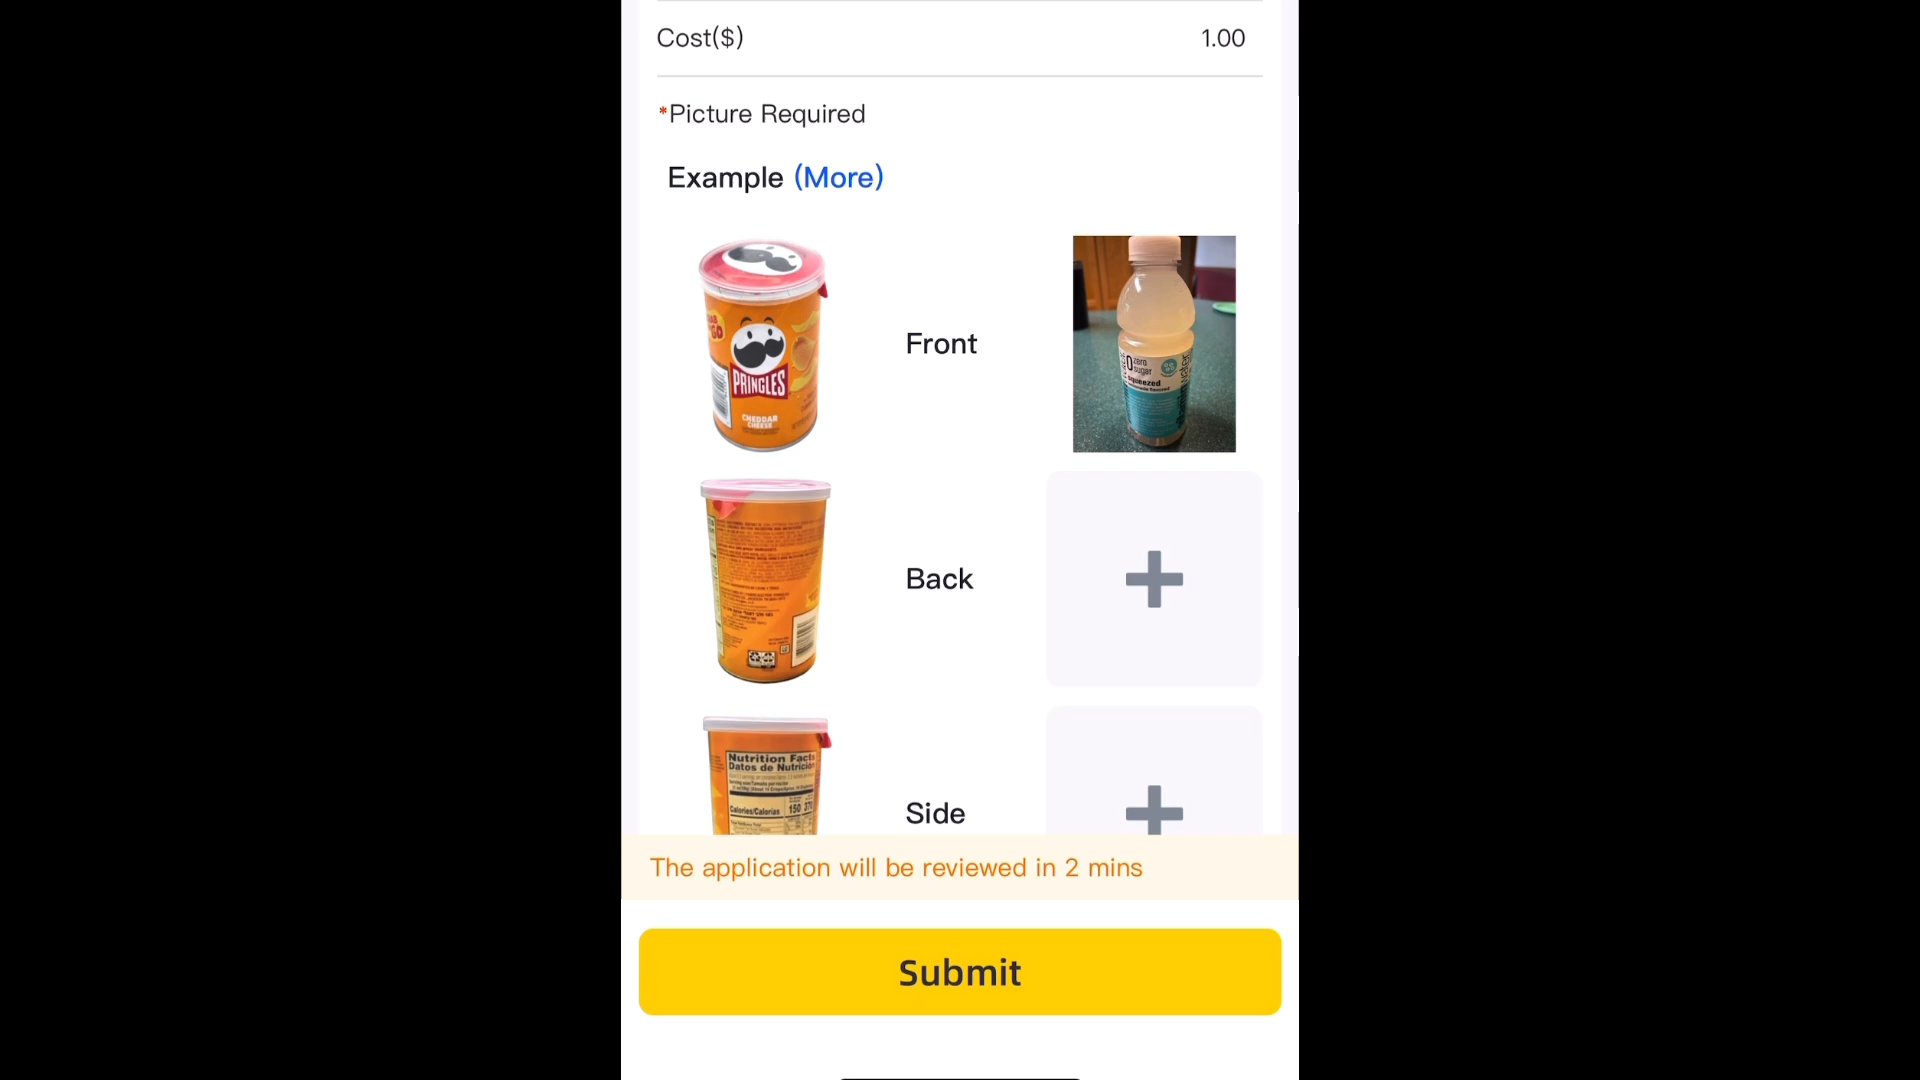 Cost($) 1.00
*Picture Required
Example (More)
PRINGLES
CHEDDAR
CHEESE
Front
0 zero
sugar
squeezed
Back
Nutrition Facts
Datos de Nutrición
Calories/Calorías 150 370
Side
The application will be reviewed in 2 mins
Submit